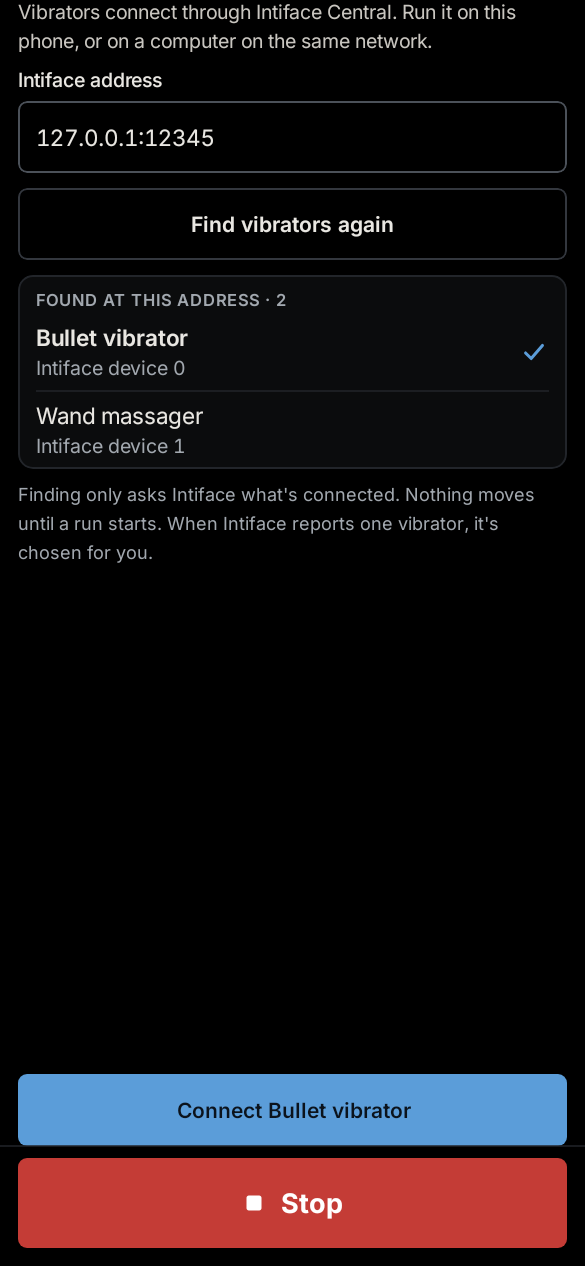 Vibrators connect through Intiface Central. Run it on this
phone, or on a computer on the same network.
Intiface address
127.0.0.1:12345
Find vibrators again
FOUND AT THIS ADDRESS · 2
Bullet vibrator
Intiface device 0
Wand massager
Intiface device 1
Finding only asks Intiface what's connected. Nothing moves
until a run starts. When Intiface reports one vibrator, it's
chosen for you.
Connect Bullet vibrator
Stop